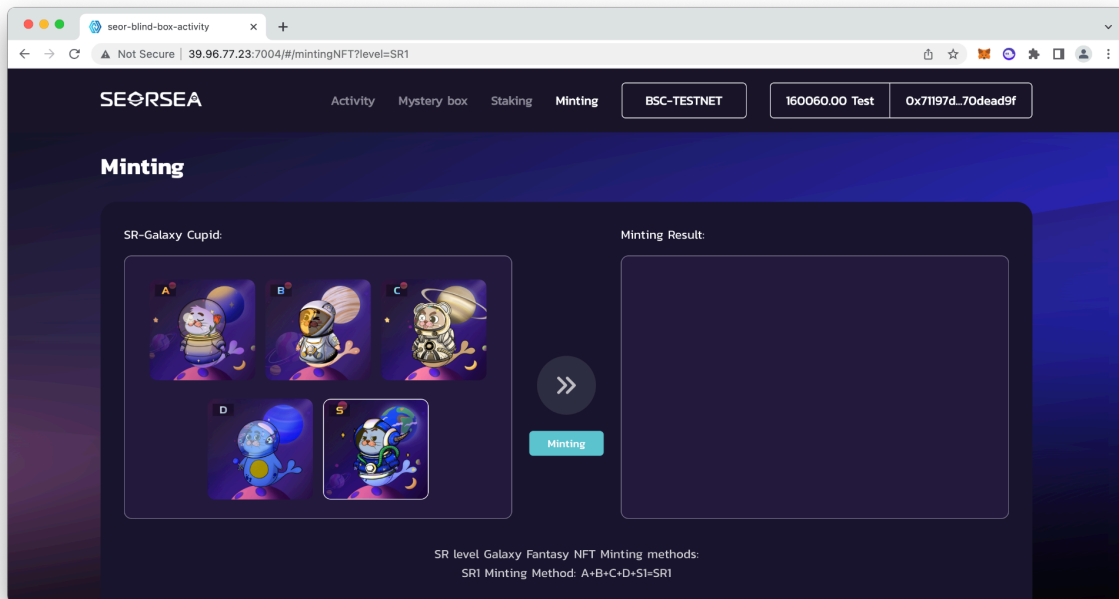 seor-blind-box-activity
Not Secure | 39.96.77.23:7004/#/mintingNFT?level=SR1
SEORSEA
Activity Mystery box Staking Minting BSC-TESTNET 160060.00 Test 0x71197d...70dead9f
Minting
SR-Galaxy Cupid: Minting Result:
A B C
D S
Minting
SR level Galaxy Fantasy NFT Minting methods:
SR1 Minting Method: A+B+C+D+S1=SR1